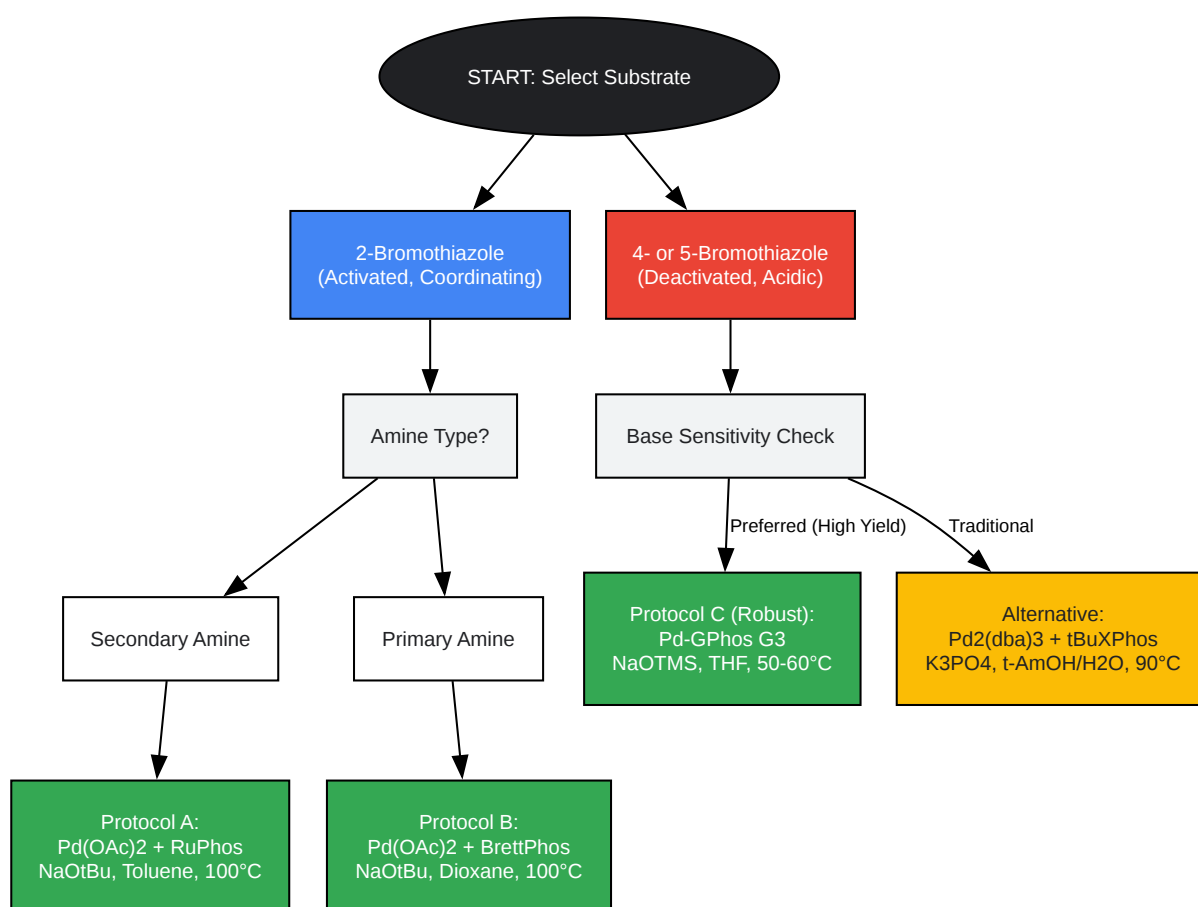 START: Select Substrate
2-Bromothiazole
(Activated, Coordinating)
4- or 5-Bromothiazole
(Deactivated, Acidic)
Amine Type?
Base Sensitivity Check
Preferred (High Yield)
Traditional
Secondary Amine
Primary Amine
Protocol C (Robust):
Pd-GPhos G3
NaOTMS, THF, 50-60°C
Alternative:
Pd2(dba)3 + tBuXPhos
K3PO4, t-AmOH/H2O, 90°C
Protocol A:
Pd(OAc)2 + RuPhos
NaOtBu, Toluene, 100°C
Protocol B:
Pd(OAc)2 + BrettPhos
NaOtBu, Dioxane, 100°C